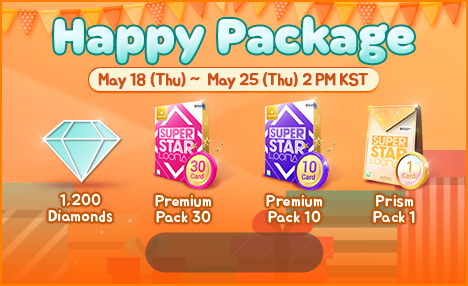 Happy Package
May 18 (Thu) ~ May 25 (Thu) 2 PM KST
SUPER
STAR
LOONA
30
Card
SUPER
STAR
LOONA
10
Card
SUPER
STAR
LOONA
1
Card
1,200
Diamonds
Premium
Pack 30
Premium
Pack 10
Prism
Pack 1